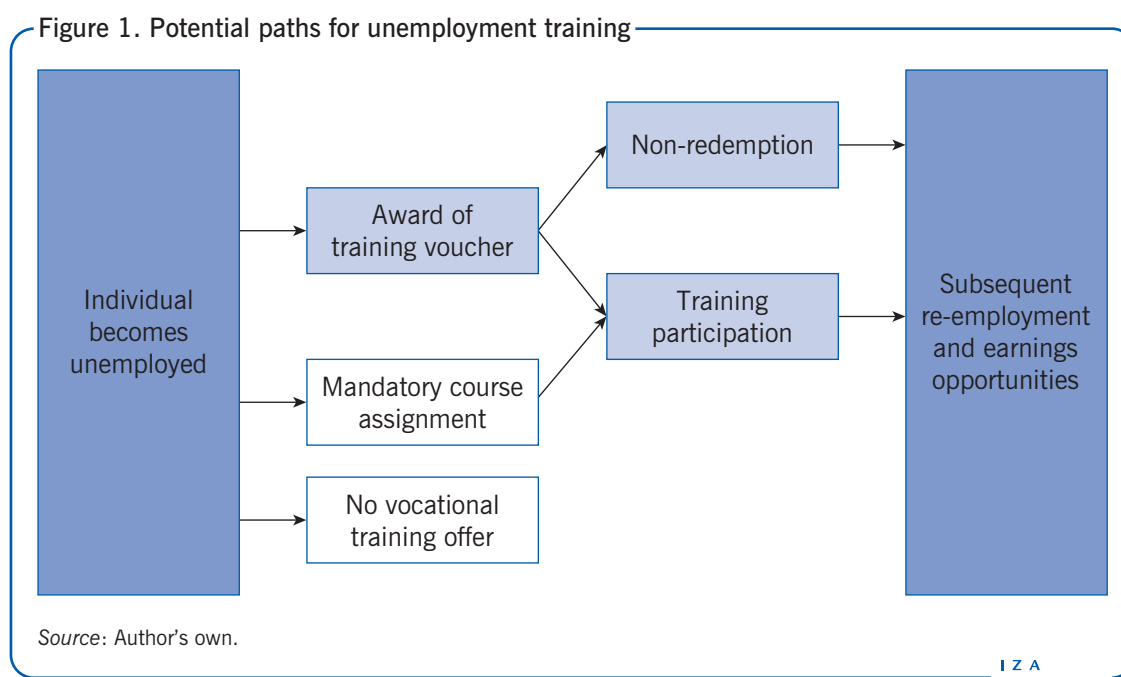 Figure 1. Potential paths for unemployment training
Individual
becomes
unemployed
Award of
training voucher
Mandatory course
assignment
No vocational
training offer
Non-redemption
Training
participation
Subsequent
re-employment
and earnings
opportunities
Source: Author's own.
I Z A